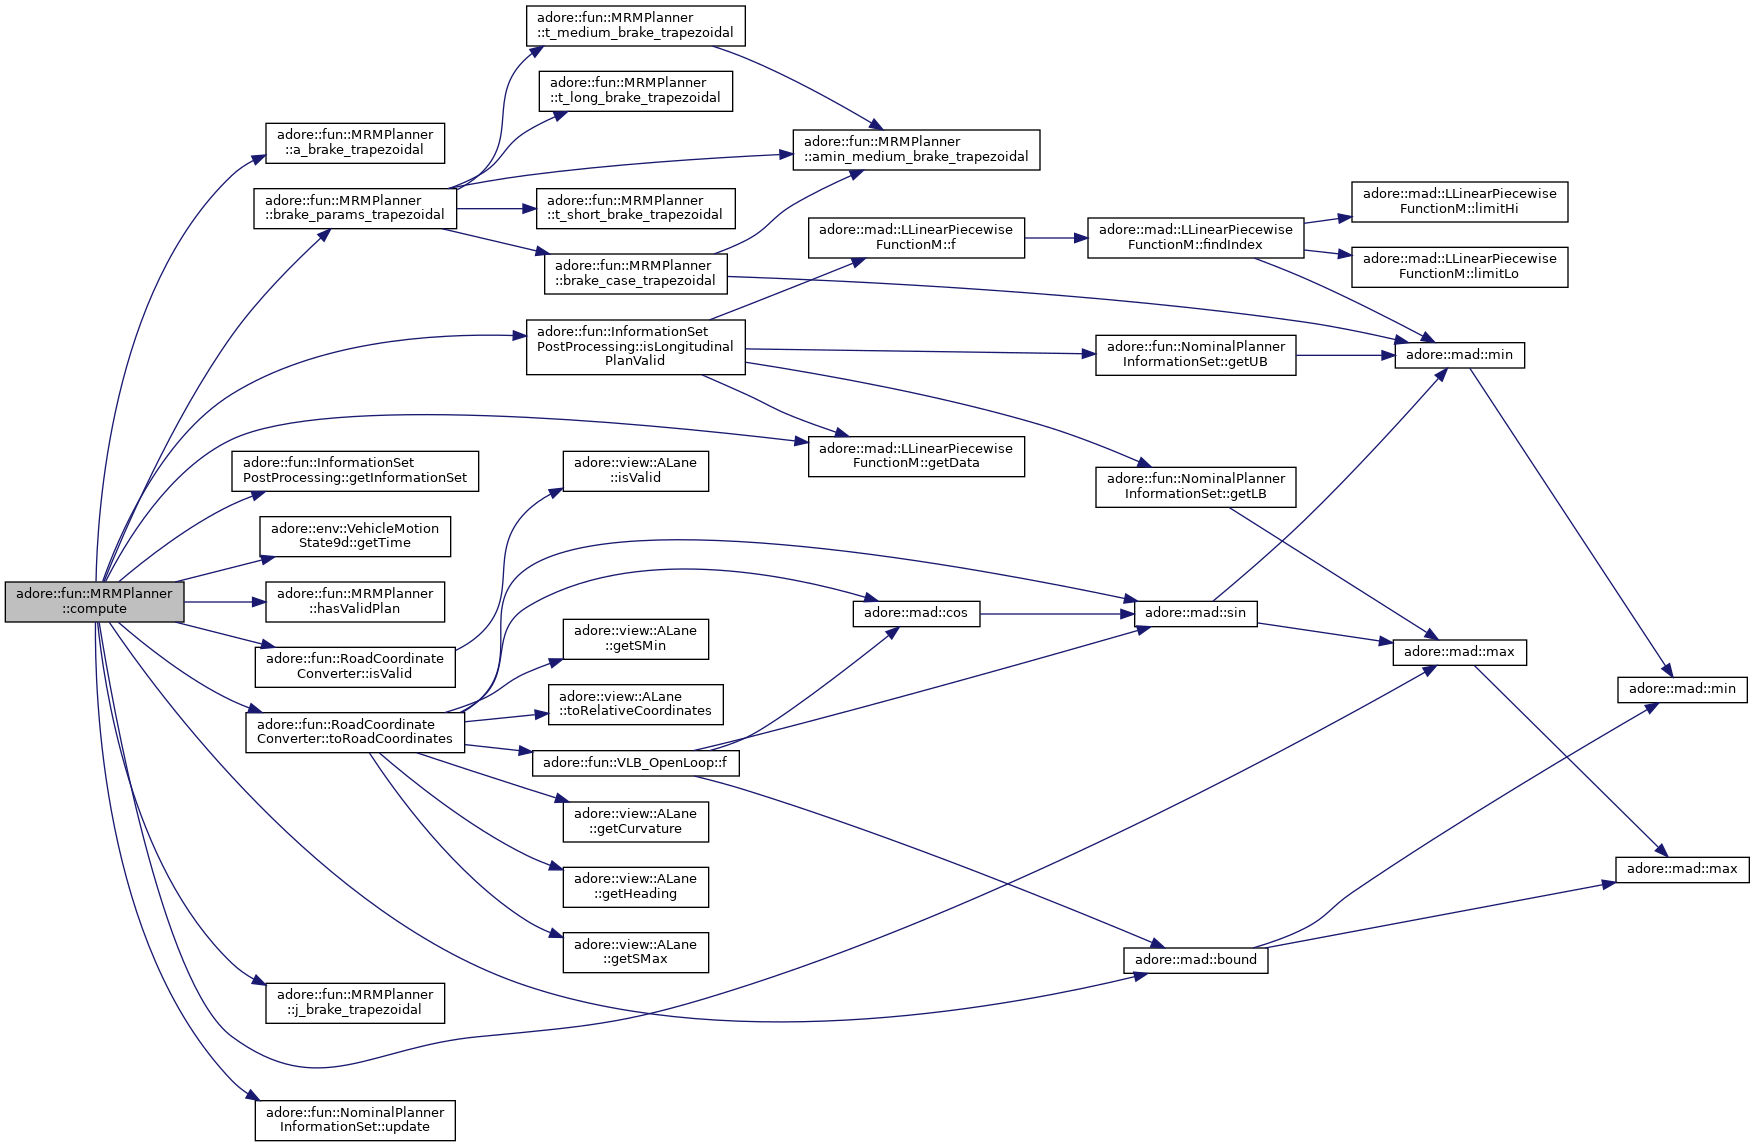 adore::fun::MRMPlanner
::compute
adore::fun::MRMPlanner
::a_brake_trapezoidal
adore::fun::MRMPlanner
::brake_params_trapezoidal
adore::fun::InformationSet
PostProcessing::getInformationSet
adore::env::VehicleMotion
State9d::getTime
adore::fun::MRMPlanner
::hasValidPlan
adore::fun::RoadCoordinate
Converter::isValid
adore::fun::RoadCoordinate
Converter::toRoadCoordinates
adore::fun::MRMPlanner
::j_brake_trapezoidal
adore::fun::NominalPlanner
InformationSet::update
adore::fun::MRMPlanner
::t_medium_brake_trapezoidal
adore::fun::MRMPlanner
::t_long_brake_trapezoidal
adore::fun::MRMPlanner
::t_short_brake_trapezoidal
adore::fun::MRMPlanner
::brake_case_trapezoidal
adore::fun::InformationSet
PostProcessing::isLongitudinal
PlanValid
adore::view::ALane
::isValid
adore::view::ALane
::getSMin
adore::view::ALane
::toRelativeCoordinates
adore::fun::VLB_OpenLoop::f
adore::view::ALane
::getCurvature
adore::view::ALane
::getHeading
adore::view::ALane
::getSMax
adore::fun::MRMPlanner
::amin_medium_brake_trapezoidal
adore::mad::LLinearPiecewise
FunctionM::f
adore::mad::LLinearPiecewise
FunctionM::getData
adore::mad::cos
adore::mad::LLinearPiecewise
FunctionM::findIndex
adore::fun::NominalPlanner
InformationSet::getUB
adore::fun::NominalPlanner
InformationSet::getLB
adore::mad::sin
adore::mad::bound
adore::mad::LLinearPiecewise
FunctionM::limitHi
adore::mad::LLinearPiecewise
FunctionM::limitLo
adore::mad::min
adore::mad::max
adore::mad::min
adore::mad::max